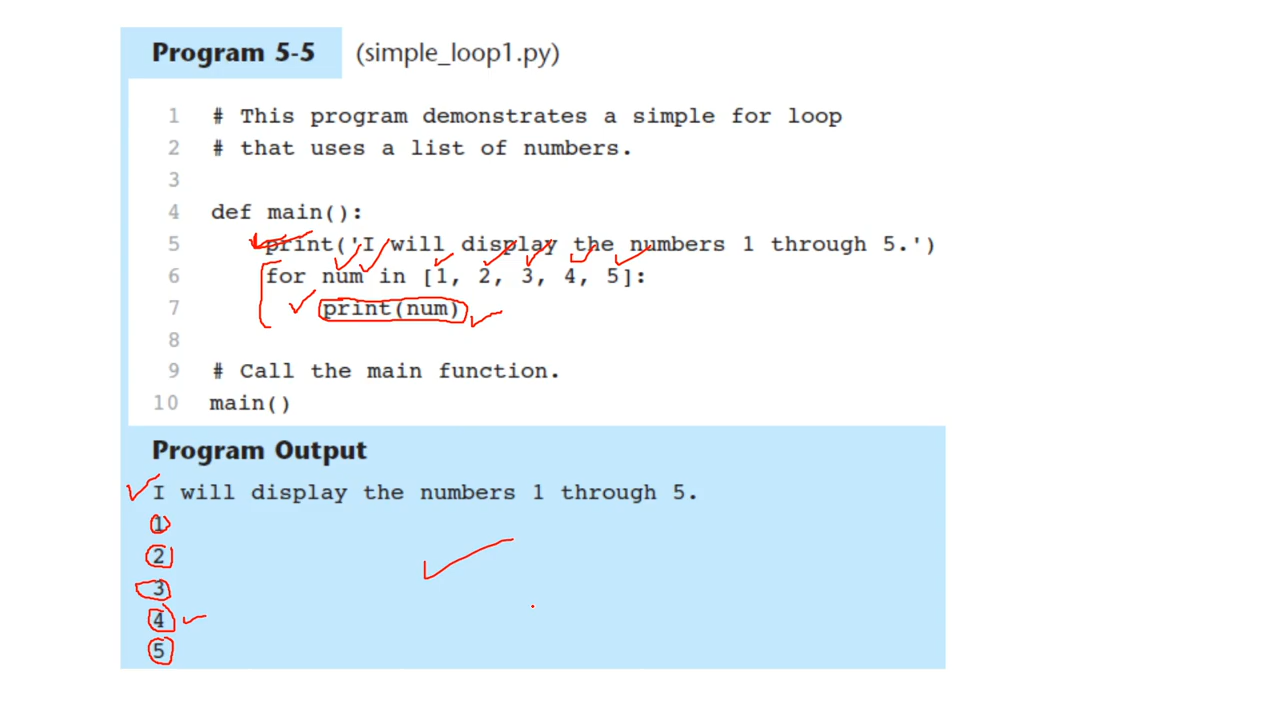 Program 5-5 (simple_loop1.py)
1 # This program demonstrates a simple for loop
2 # that uses a list of numbers.
3
4 def main():
5 print('I will display the numbers 1 through 5.')
6 for num in [1, 2, 3, 4, 5]:
7 print(num)
8
9 # Call the main function.
10 main()
Program Output
I will display the numbers 1 through 5.
1
2
3
4
5